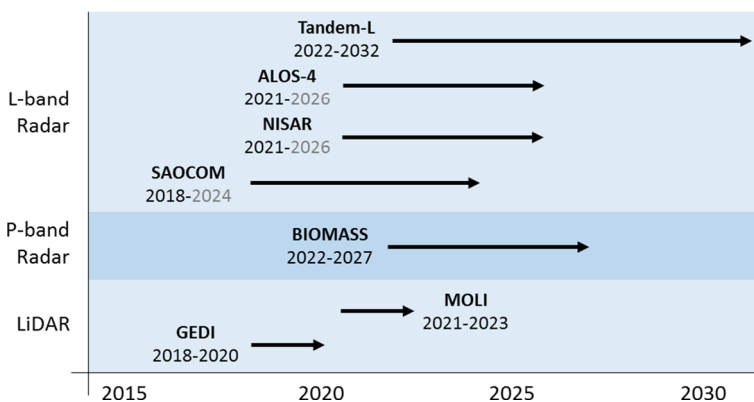 Tandem-L
2022-2032
ALOS-4
2021-2026
L-band
Radar
NISAR
2021-2026
SAOCOM
2018-2024
P-band
Radar
BIOMASS
2022-2027
LiDAR
MOLI
2021-2023
GEDI
2018-2020
2015
2020
2025
2030